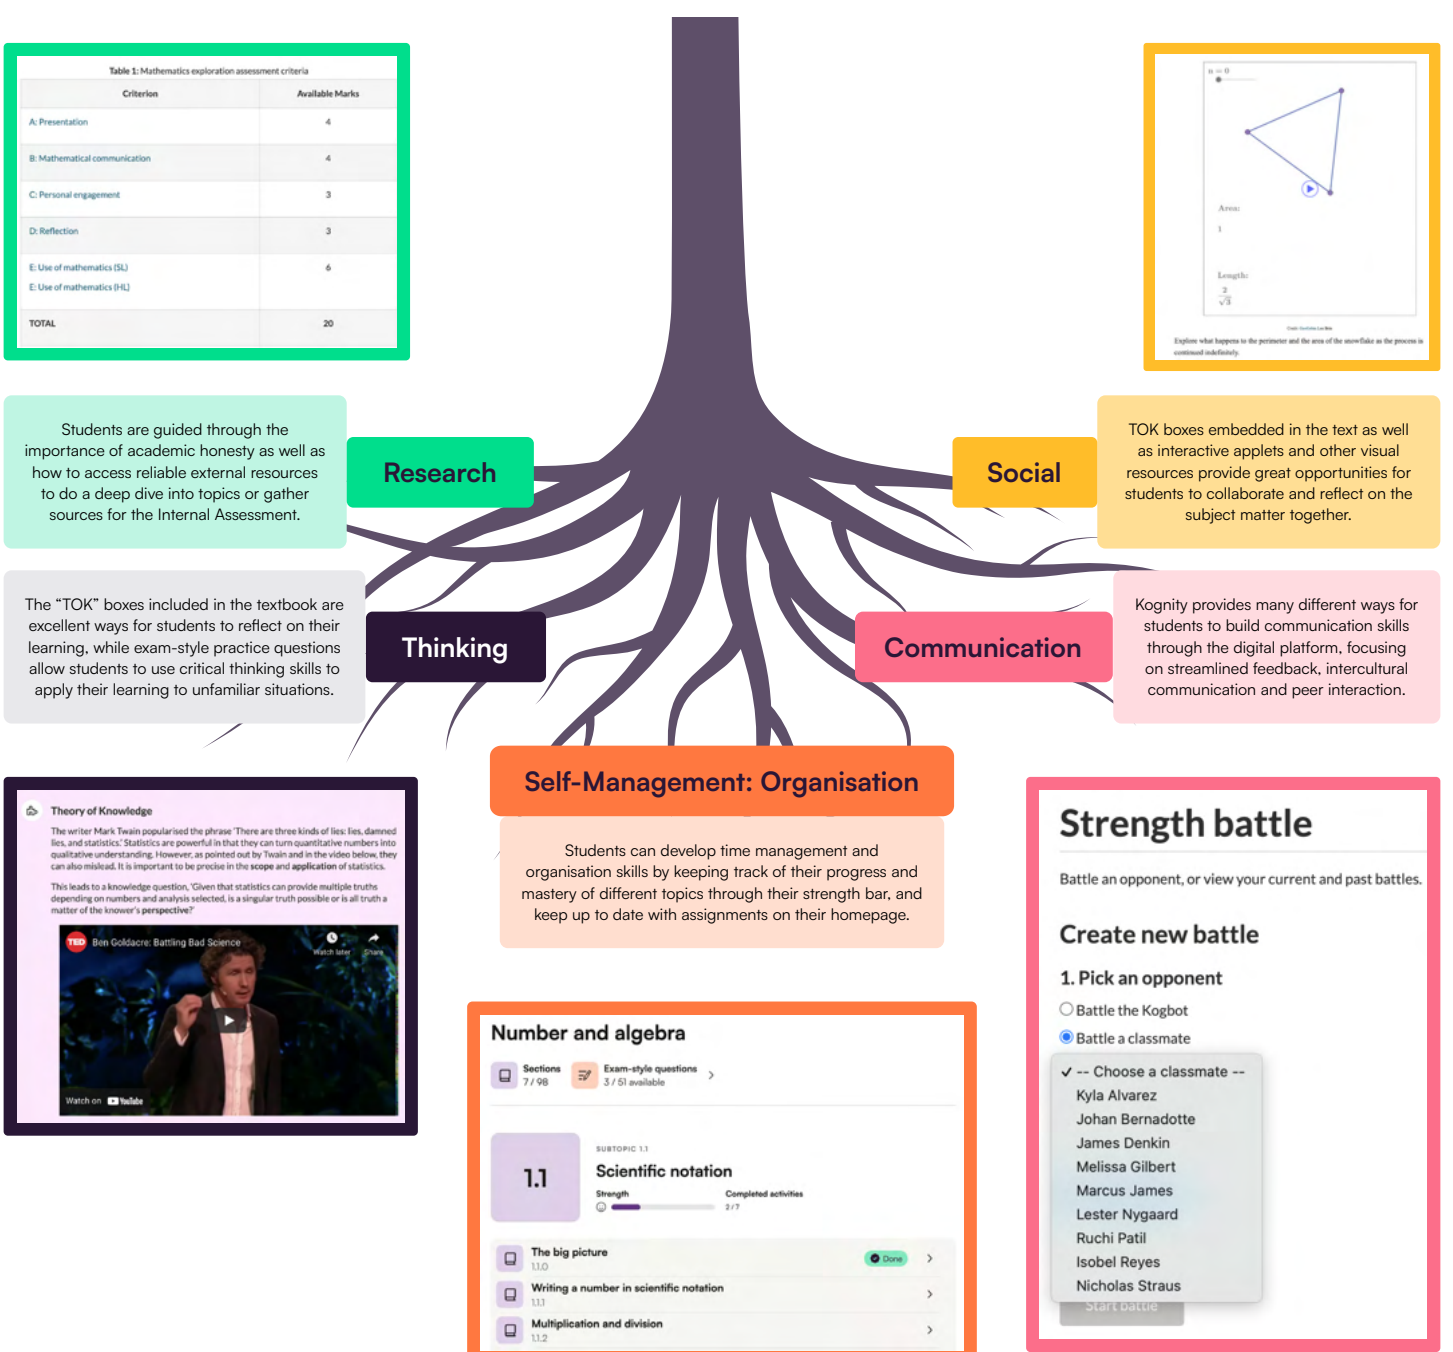 Table 1: Mathematics exploration assessment criteria
Criterion Available Marks
A: Presentation 4
B: Mathematical communication 4
C: Personal engagement 3
D: Reflection 3
E: Use of mathematics (SL) 6
E: Use of mathematics (HL)
TOTAL 20
n = 0
Area:
1
Length:
2
√3
Explore what happens to the perimeter and the area of the snowflake as the process is
continued indefinitely.
Students are guided through the
importance of academic honesty as well as
how to access reliable external resources
to do a deep dive into topics or gather
sources for the Internal Assessment.
Research
Social
TOK boxes embedded in the text as well
as interactive applets and other visual
resources provide great opportunities for
students to collaborate and reflect on the
subject matter together.
The “TOK” boxes included in the textbook are
excellent ways for students to reflect on their
learning, while exam-style practice questions
allow students to use critical thinking skills to
apply their learning to unfamiliar situations.
Thinking
Communication
Kognity provides many different ways for
students to build communication skills
through the digital platform, focusing
on streamlined feedback, intercultural
communication and peer interaction.
Self-Management: Organisation
Students can develop time management and
organisation skills by keeping track of their progress and
mastery of different topics through their strength bar, and
keep up to date with assignments on their homepage.
Theory of Knowledge
The writer Mark Twain popularised the phrase 'There are three kinds of lies: lies, damned
lies, and statistics.' Statistics are powerful in that they can turn quantitative numbers into
qualitative understanding. However, as pointed out by Twain and in the video below, they
can also mislead. It is important to be precise in the scope and application of statistics.
This leads to a knowledge question, 'Given that statistics can provide multiple truths
depending on numbers and analysis selected, is a singular truth possible or is all truth a
matter of the knower's perspective?'
TED Ben Goldacre: Battling Bad Science
Watch later Share
Watch on YouTube
Number and algebra
Sections
7 / 98
Exam-style questions
3 / 51 available
1.1
SUBTOPIC 1.1
Scientific notation
Strength Completed activities
2 / 7
The big picture
1.1.0
Done
Writing a number in scientific notation
1.1.1
Multiplication and division
1.1.2
Strength battle
Battle an opponent, or view your current and past battles.
Create new battle
1. Pick an opponent
Battle the Kogbot
Battle a classmate
-- Choose a classmate --
Kyla Alvarez
Johan Bernadotte
James Denkin
Melissa Gilbert
Marcus James
Lester Nygaard
Ruchi Patil
Isobel Reyes
Nicholas Straus
Start battle